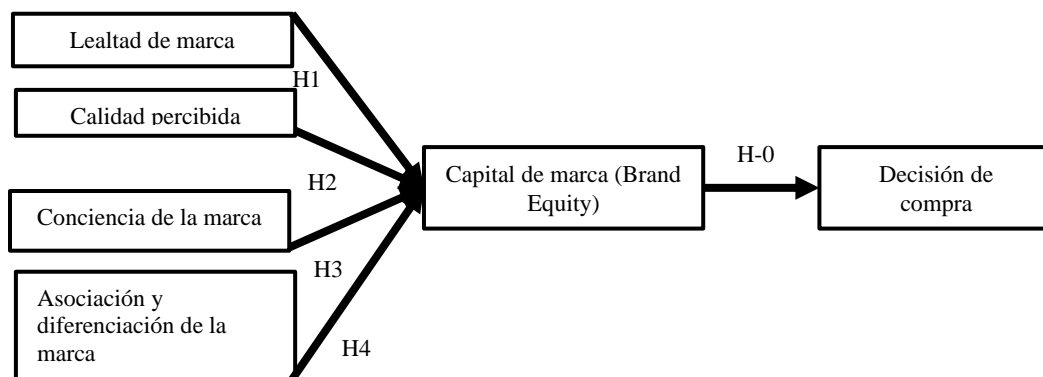 Lealtad de marca
H1
Calidad percibida
H2
Conciencia de la marca
H3
Asociación y
diferenciación de la
marca
H4
Capital de marca (Brand
Equity)
H-0
Decisión de
compra